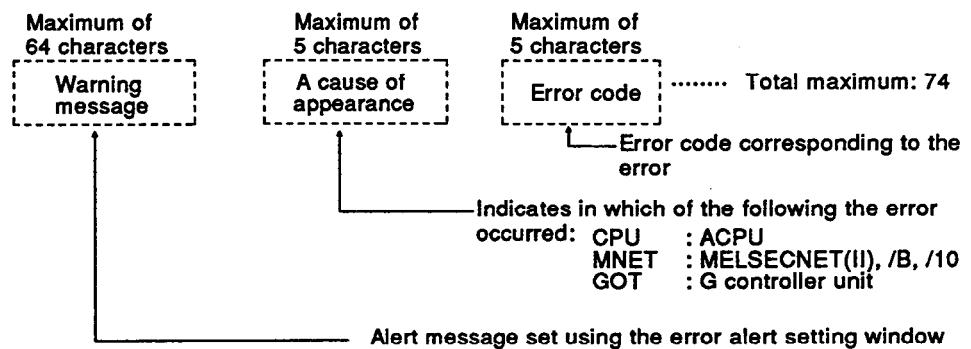 Maximum of
64 characters
Maximum of
5 characters
Maximum of
5 characters
Warning
message
A cause of
appearance
Error code
········ Total maximum: 74
Error code corresponding to the
error
Indicates in which of the following the error
occurred: CPU : ACPU
MNET : MELSECNET(II), /B, /10
GOT : G controller unit
Alert message set using the error alert setting window